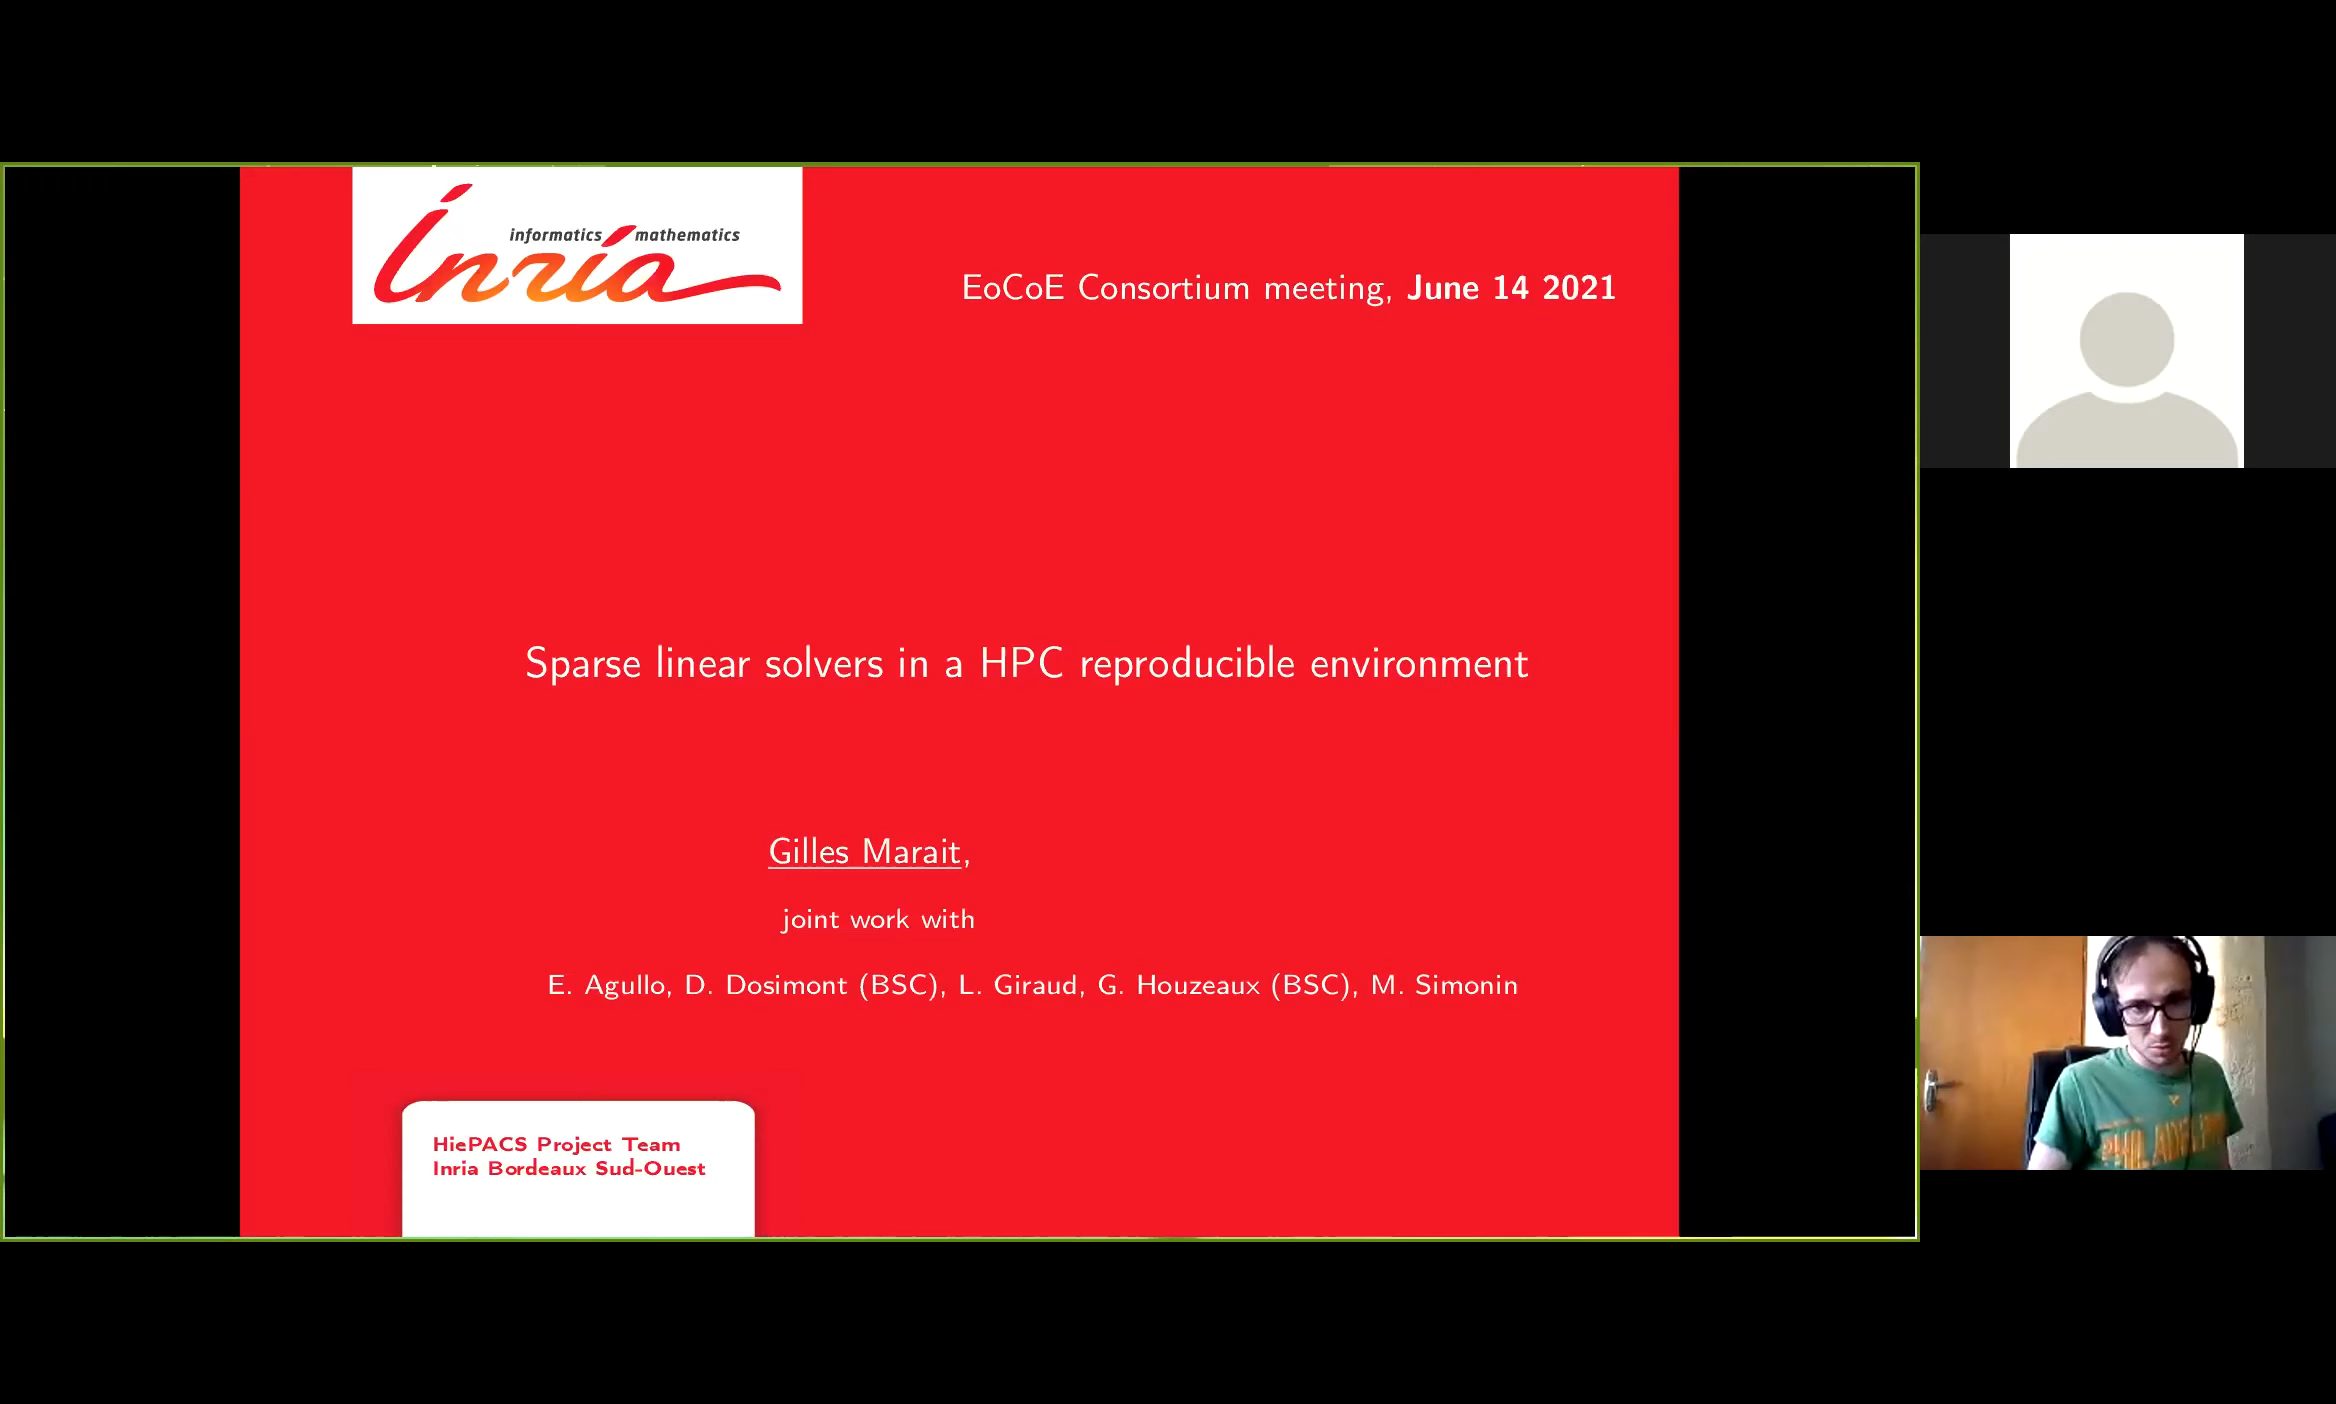 informatics mathematics
Inria
EoCoE Consortium meeting, June 14 2021
Sparse linear solvers in a HPC reproducible environment
Gilles Marait,
joint work with
E. Agullo, D. Dosimont (BSC), L. Giraud, G. Houzeaux (BSC), M. Simonin
HiePACS Project Team
Inria Bordeaux Sud-Ouest